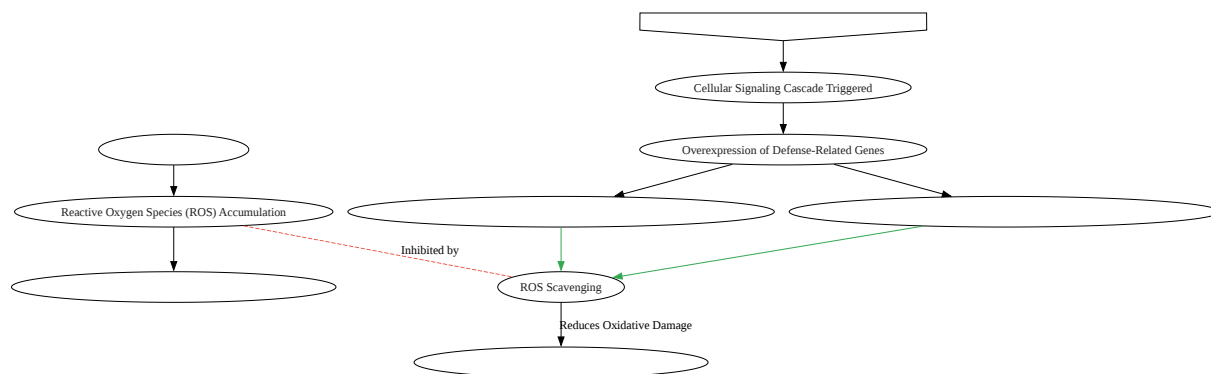 Cellular Signaling Cascade Triggered
Overexpression of Defense-Related Genes
Reactive Oxygen Species (ROS) Accumulation
Inhibited by
ROS Scavenging
Reduces Oxidative Damage